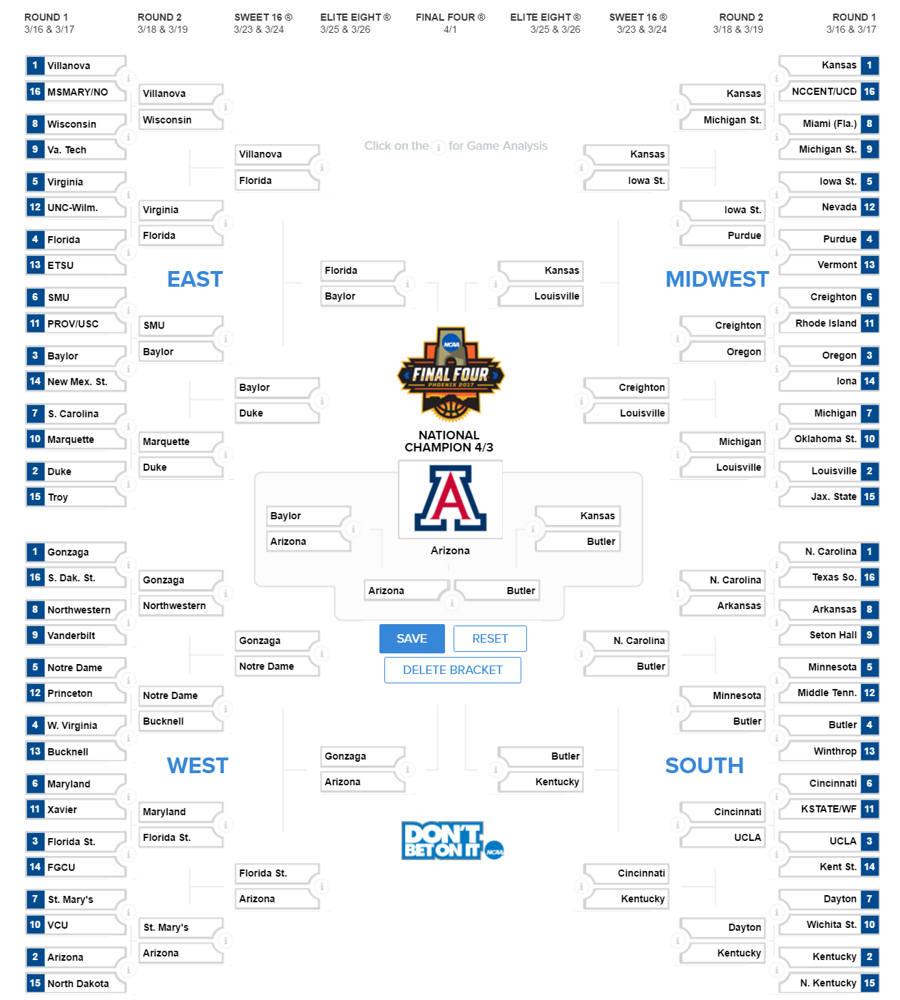 ROUND 1
3/16 & 3/17
ROUND 2
3/18 & 3/19
SWEET 16 ®
3/23 & 3/24
ELITE EIGHT ®
3/25 & 3/26
FINAL FOUR ®
4/1
ELITE EIGHT ®
3/25 & 3/26
SWEET 16 ®
3/23 & 3/24
ROUND 2
3/18 & 3/19
ROUND 1
3/16 & 3/17
1 Villanova
16 MSMARY/NO
8 Wisconsin
9 Va. Tech
5 Virginia
12 UNC-Wilm.
4 Florida
13 ETSU
6 SMU
11 PROV/USC
3 Baylor
14 New Mex. St.
7 S. Carolina
10 Marquette
2 Duke
15 Troy
Villanova
Wisconsin
Virginia
Florida
EAST
SMU
Baylor
Marquette
Duke
Villanova
Florida
Baylor
Duke
Florida
Baylor
Click on the i for Game Analysis
Kansas
Louisville
Kansas
Iowa St.
Creighton
Louisville
Kansas
Michigan St.
Iowa St.
Purdue
MIDWEST
Creighton
Oregon
Michigan
Louisville
Kansas 1
NCCENT/UCD 16
Miami (Fla.) 8
Michigan St. 9
Iowa St. 5
Nevada 12
Purdue 4
Vermont 13
Creighton 6
Rhode Island 11
Oregon 3
Iona 14
Michigan 7
Oklahoma St. 10
Louisville 2
Jax. State 15
NCAA
FINAL FOUR
PHOENIX 2017
NATIONAL
CHAMPION 4/3
A
Arizona
Baylor
Arizona
Kansas
Butler
Arizona
Butler
SAVE
RESET
DELETE BRACKET
1 Gonzaga
16 S. Dak. St.
8 Northwestern
9 Vanderbilt
5 Notre Dame
12 Princeton
4 W. Virginia
13 Bucknell
6 Maryland
11 Xavier
3 Florida St.
14 FGCU
7 St. Mary's
10 VCU
2 Arizona
15 North Dakota
Gonzaga
Northwestern
Notre Dame
Bucknell
WEST
Maryland
Florida St.
St. Mary's
Arizona
Gonzaga
Notre Dame
Florida St.
Arizona
Gonzaga
Arizona
DON'T
BET ON IT
NCAA
Butler
Kentucky
N. Carolina
Butler
Cincinnati
Kentucky
N. Carolina
Arkansas
Minnesota
Butler
SOUTH
Cincinnati
UCLA
Dayton
Kentucky
N. Carolina 1
Texas So. 16
Arkansas 8
Seton Hall 9
Minnesota 5
Middle Tenn. 12
Butler 4
Winthrop 13
Cincinnati 6
KSTATE/WF 11
UCLA 3
Kent St. 14
Dayton 7
Wichita St. 10
Kentucky 2
N. Kentucky 15